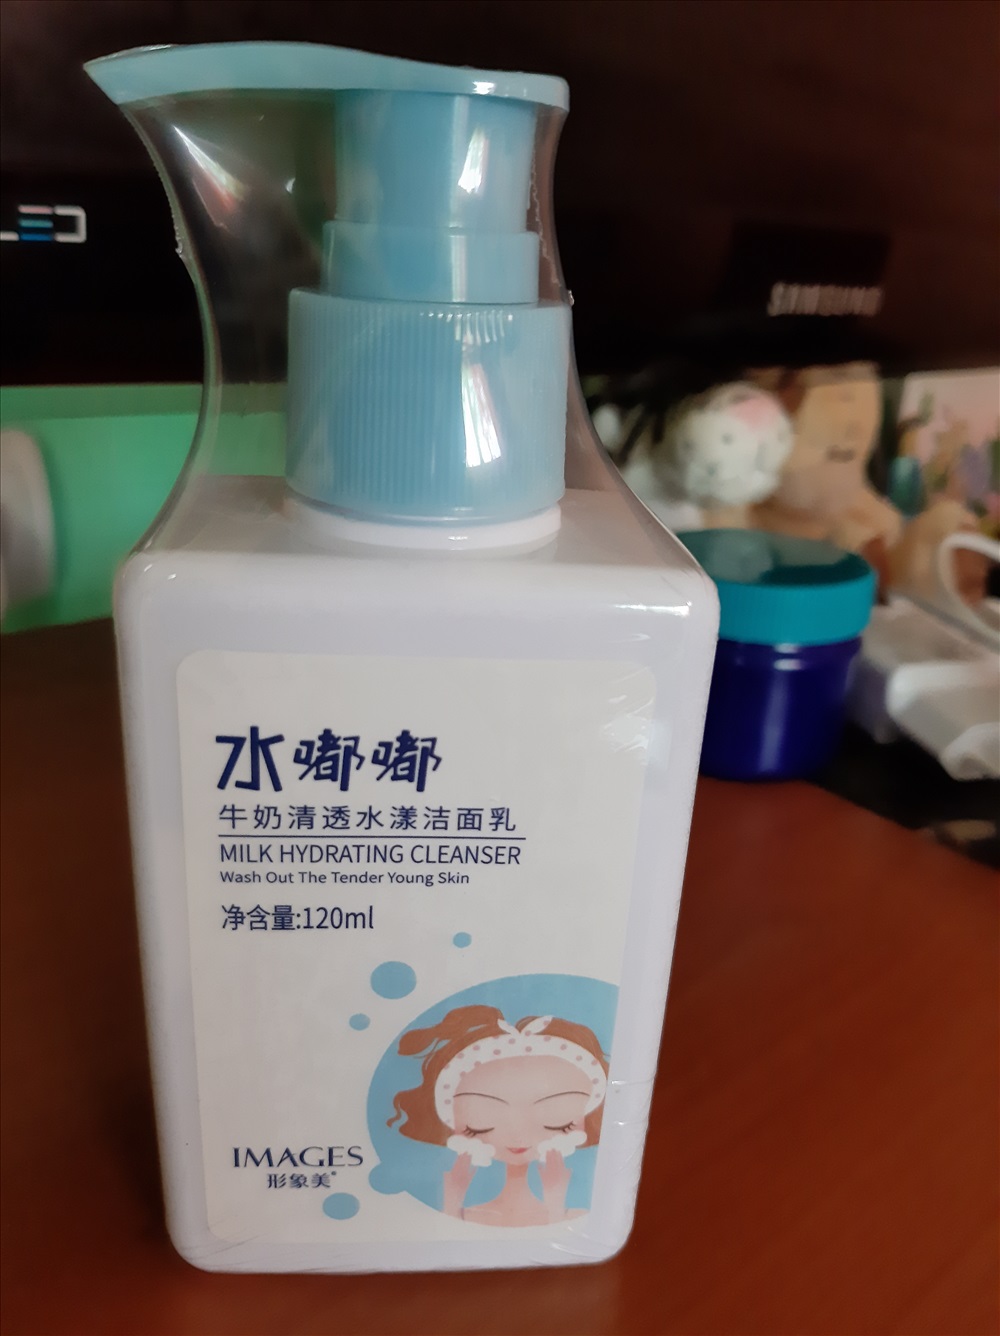 SAMSUNG
水嘟嘟
牛奶清透水漾洁面乳
MILK HYDRATING CLEANSER
Wash Out The Tender Young Skin
净含量:120ml
IMAGES
形象美®